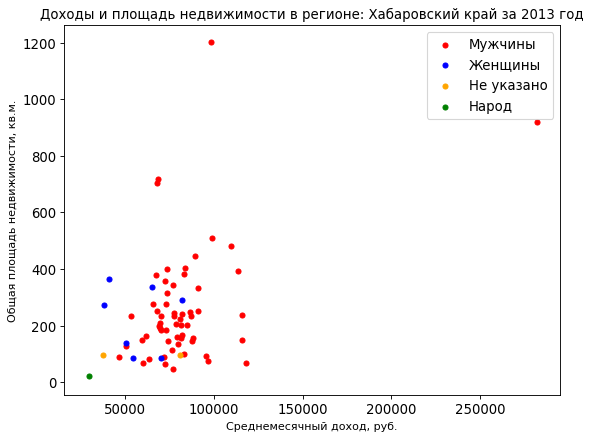 Доходы и площадь недвижимости в регионе: Хабаровский край за 2013 год
Мужчины
Женщины
Не указано
Народ
Общая площадь недвижимости, кв.м.
1200
1000
800
600
400
200
0
50000 100000 150000 200000 250000
Среднемесячный доход, руб.